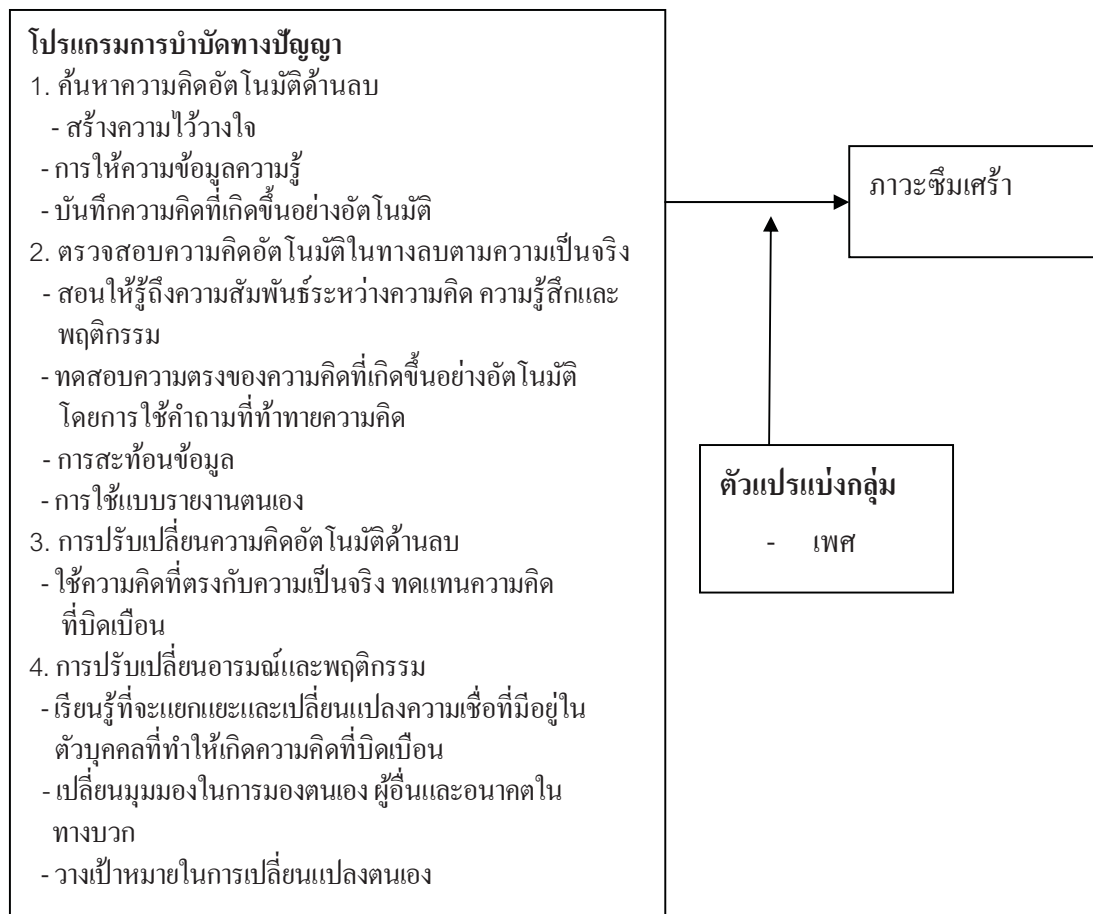 โปรแกรมการบำบัดทางปัญญา
1. ค้นหาความคิดอัตโนมัติด้านลบ
- สร้างความไว้วางใจ
- การให้ความข้อมูลความรู้
- บันทึกความคิดที่เกิดขึ้นอย่างอัตโนมัติ
2. ตรวจสอบความคิดอัตโนมัติในทางลบตามความเป็นจริง
- สอนให้รู้ถึงความสัมพันธ์ระหว่างความคิด ความรู้สึกและ
พฤติกรรม
- ทดสอบความตรงของความคิดที่เกิดขึ้นอย่างอัตโนมัติ
โดยการใช้คำถามที่ท้าทายความคิด
- การสะท้อนข้อมูล
- การใช้แบบรายงานตนเอง
3. การปรับเปลี่ยนความคิดอัตโนมัติด้านลบ
- ใช้ความคิดที่ตรงกับความเป็นจริง ทดแทนความคิด
ที่บิดเบือน
4. การปรับเปลี่ยนอารมณ์และพฤติกรรม
- เรียนรู้ที่จะแยกแยะและเปลี่ยนแปลงความเชื่อที่มีอยู่ใน
ตัวบุคคลที่ทำให้เกิดความคิดที่บิดเบือน
- เปลี่ยนมุมมองในการมองตนเอง ผู้อื่นและอนาคตใน
ทางบวก
- วางเป้าหมายในการเปลี่ยนแปลงตนเอง
ภาวะซึมเศร้า
ตัวแปรแบ่งกลุ่ม
- เพศ